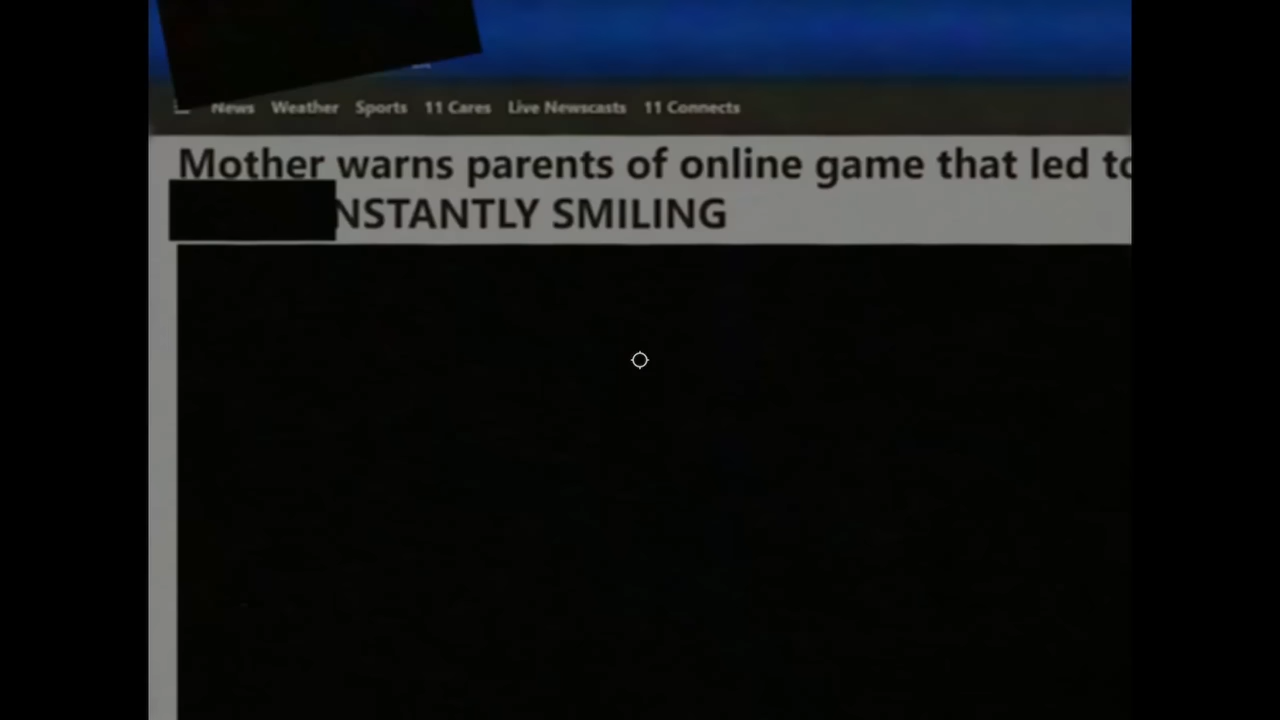 News Weather Sports 11 Cares Live Newscasts 11 Connects
Mother warns parents of online game that led to
NSTANTLY SMILING